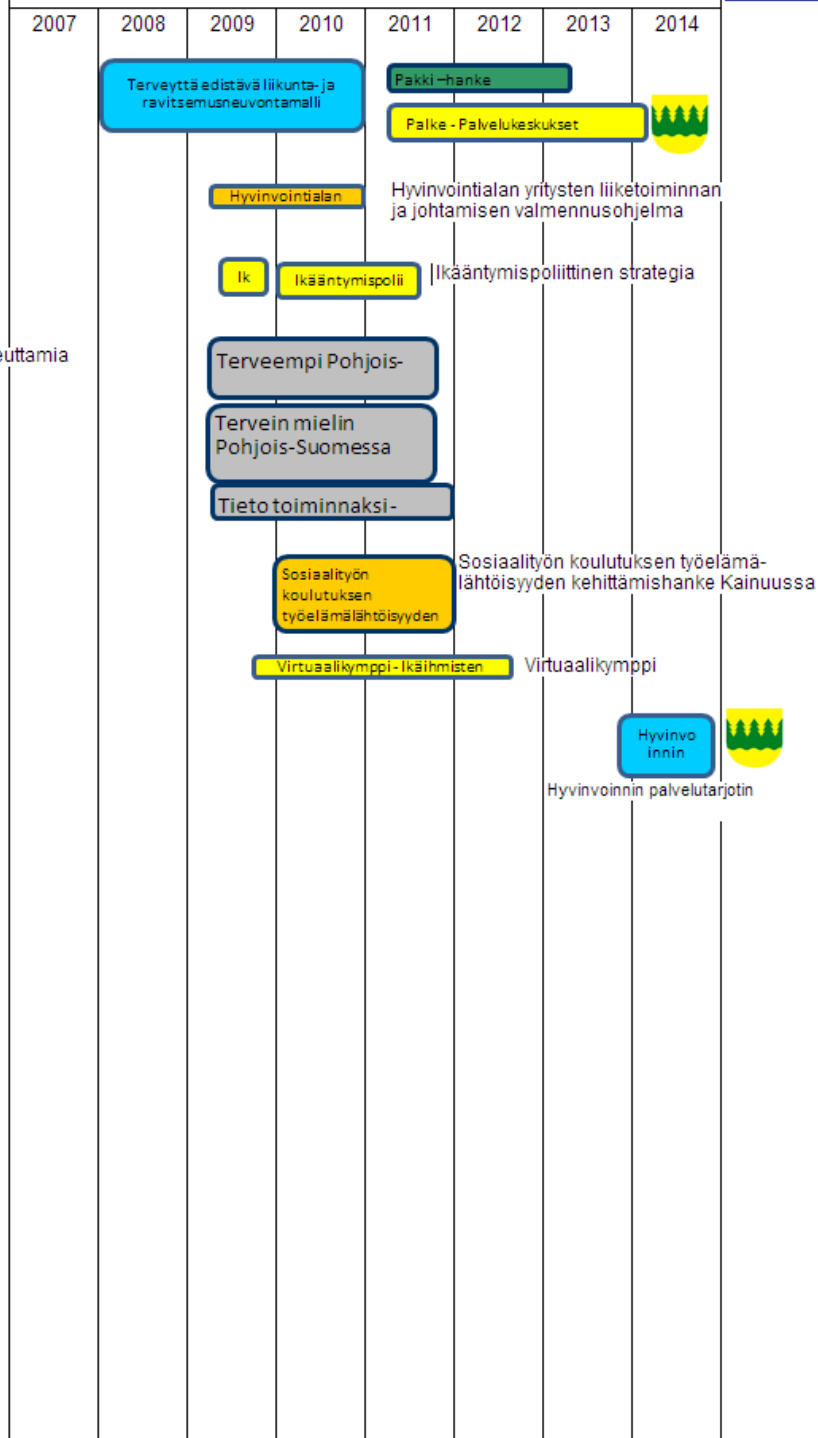 2007 2008 2009 2010 2011 2012 2013 2014
Terveyttä edistävä liikunta- ja
ravitsemusneuvontamalli
Pakki –hanke
Palke - Palvelukeskukset
Hyvinvointialan
Hyvinvointialan yritysten liiketoiminnan
ja johtamisen valmennusohjelma
Ik
Ikääntymispolii
Ikääntymispoliittinen strategia
euttamia
Terveempi Pohjois-
Tervein mielin
Pohjois-Suomessa
Tieto toiminnaksi-
Sosiaalityön
koulutuksen
työelämälähtöisyyden
Sosiaalityön koulutuksen työelämä-
lähtöisyyden kehittämishanke Kainuussa
Virtuaalikymppi - Ikäihmisten
Virtuaalikymppi
Hyvinvo
innin
Hyvinvoinnin palvelutarjotin